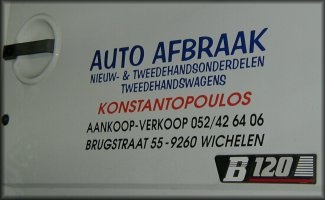 AUTO AFBRAAK
NIEUW- & TWEEDEHANDSONDERDELEN
TWEEDEHANDSWAGENS
KONSTANTOPOULOS
AANKOOP-VERKOOP 052/42 64 06
BRUGSTRAAT 55 - 9260 WICHELEN
B 120